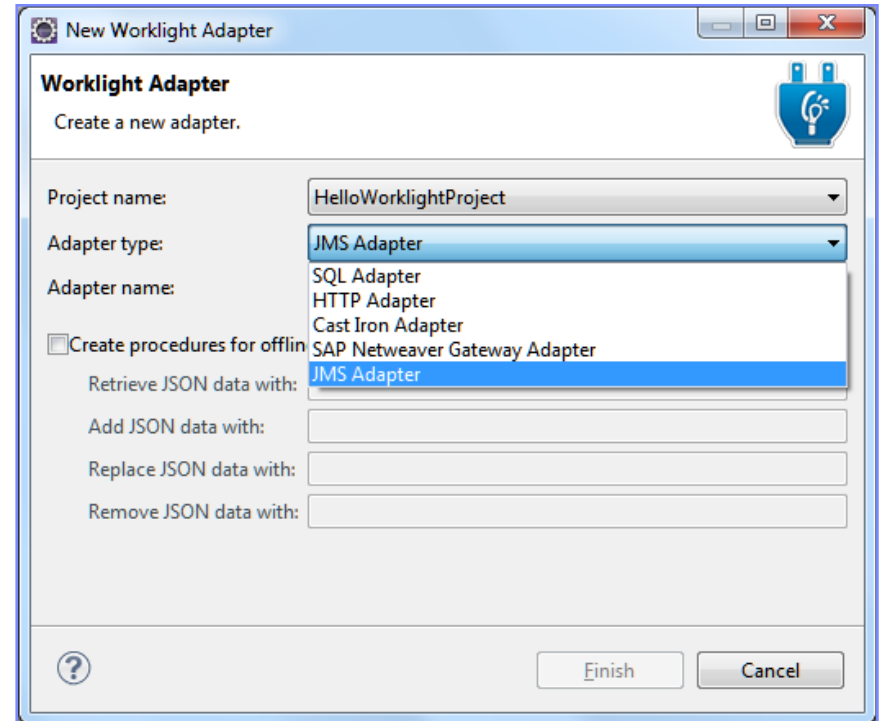 New Worklight Adapter
Worklight Adapter
Create a new adapter.
Project name:
HelloWorklightProject
Adapter type:
JMS Adapter
SQL Adapter
HTTP Adapter
Adapter name:
Cast Iron Adapter
Create procedures for offlin
SAP Netweaver Gateway Adapter
JMS Adapter
Retrieve JSON data with:
Add JSON data with:
Replace JSON data with:
Remove JSON data with:
?
Finish
Cancel